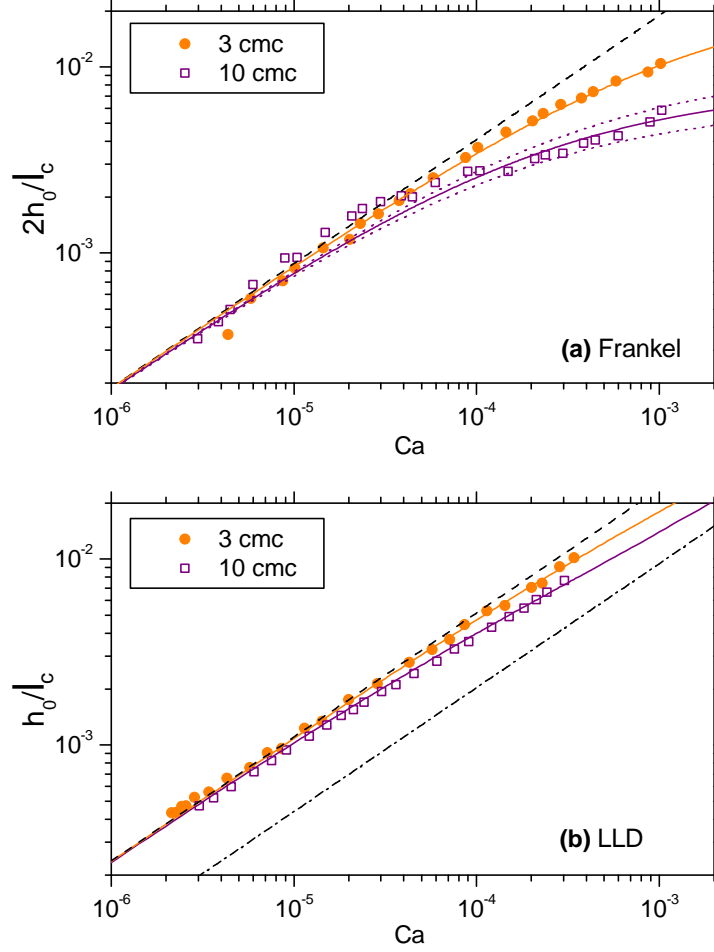 3 cmc
10 cmc
10⁻²
10⁻³
2h₀/l_c
(a) Frankel
10⁻⁶
10⁻⁵
10⁻⁴
10⁻³
Ca
3 cmc
10 cmc
10⁻²
10⁻³
h₀/l_c
(b) LLD
10⁻⁶
10⁻⁵
10⁻⁴
10⁻³
Ca